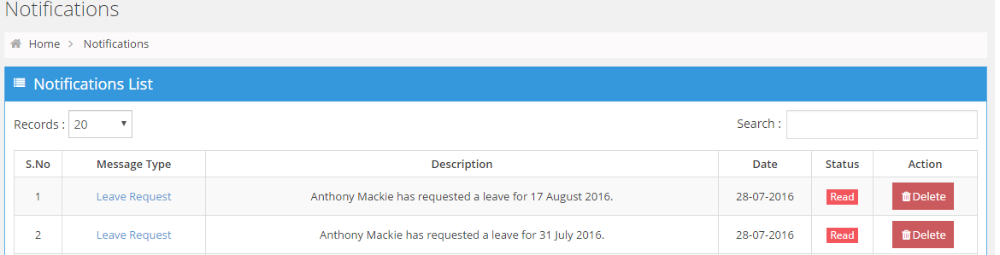 Notifications
Home > Notifications
Notifications List
Records : 20 Search :
S.No Message Type Description Date Status Action
1 Leave Request Anthony Mackie has requested a leave for 17 August 2016. 28-07-2016 Read Delete
2 Leave Request Anthony Mackie has requested a leave for 31 July 2016. 28-07-2016 Read Delete